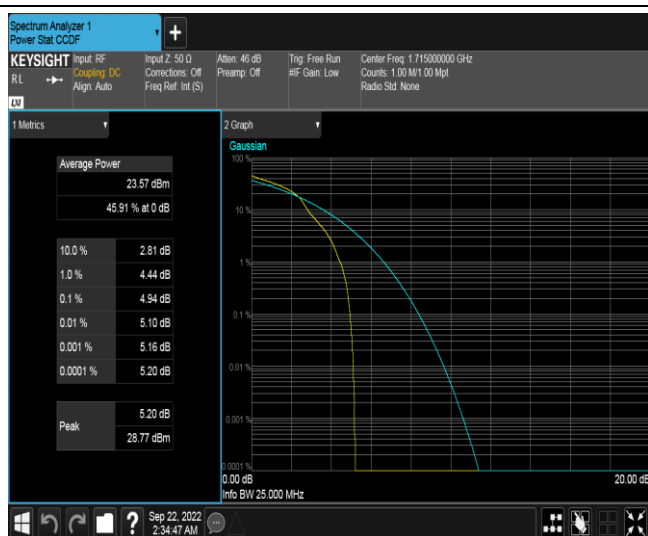 Spectrum Analyzer 1
Power Stat CCDF
+
KEYSIGHT
RL
LXI
Input: RF
Coupling: DC
Align: Auto
Input Z: 50 Ω
Corrections: Off
Freq Ref: Int (S)
Atten: 46 dB
Preamp: Off
Trig: Free Run
#IF Gain: Low
Center Freq: 1.715000000 GHz
Counts: 1.00 M/1.00 Mpt
Radio Std: None
1 Metrics
Average Power
23.57 dBm
45.91 % at 0 dB
10.0 % 2.81 dB
1.0 % 4.44 dB
0.1 % 4.94 dB
0.01 % 5.10 dB
0.001 % 5.16 dB
0.0001 % 5.20 dB
Peak
5.20 dB
28.77 dBm
2 Graph
Gaussian
100 %
10 %
1 %
0.1 %
0.01 %
0.001 %
0.0001 %
0.00 dB
20.00 dB
Info BW 25.000 MHz
?
Sep 22, 2022
2:34:47 AM